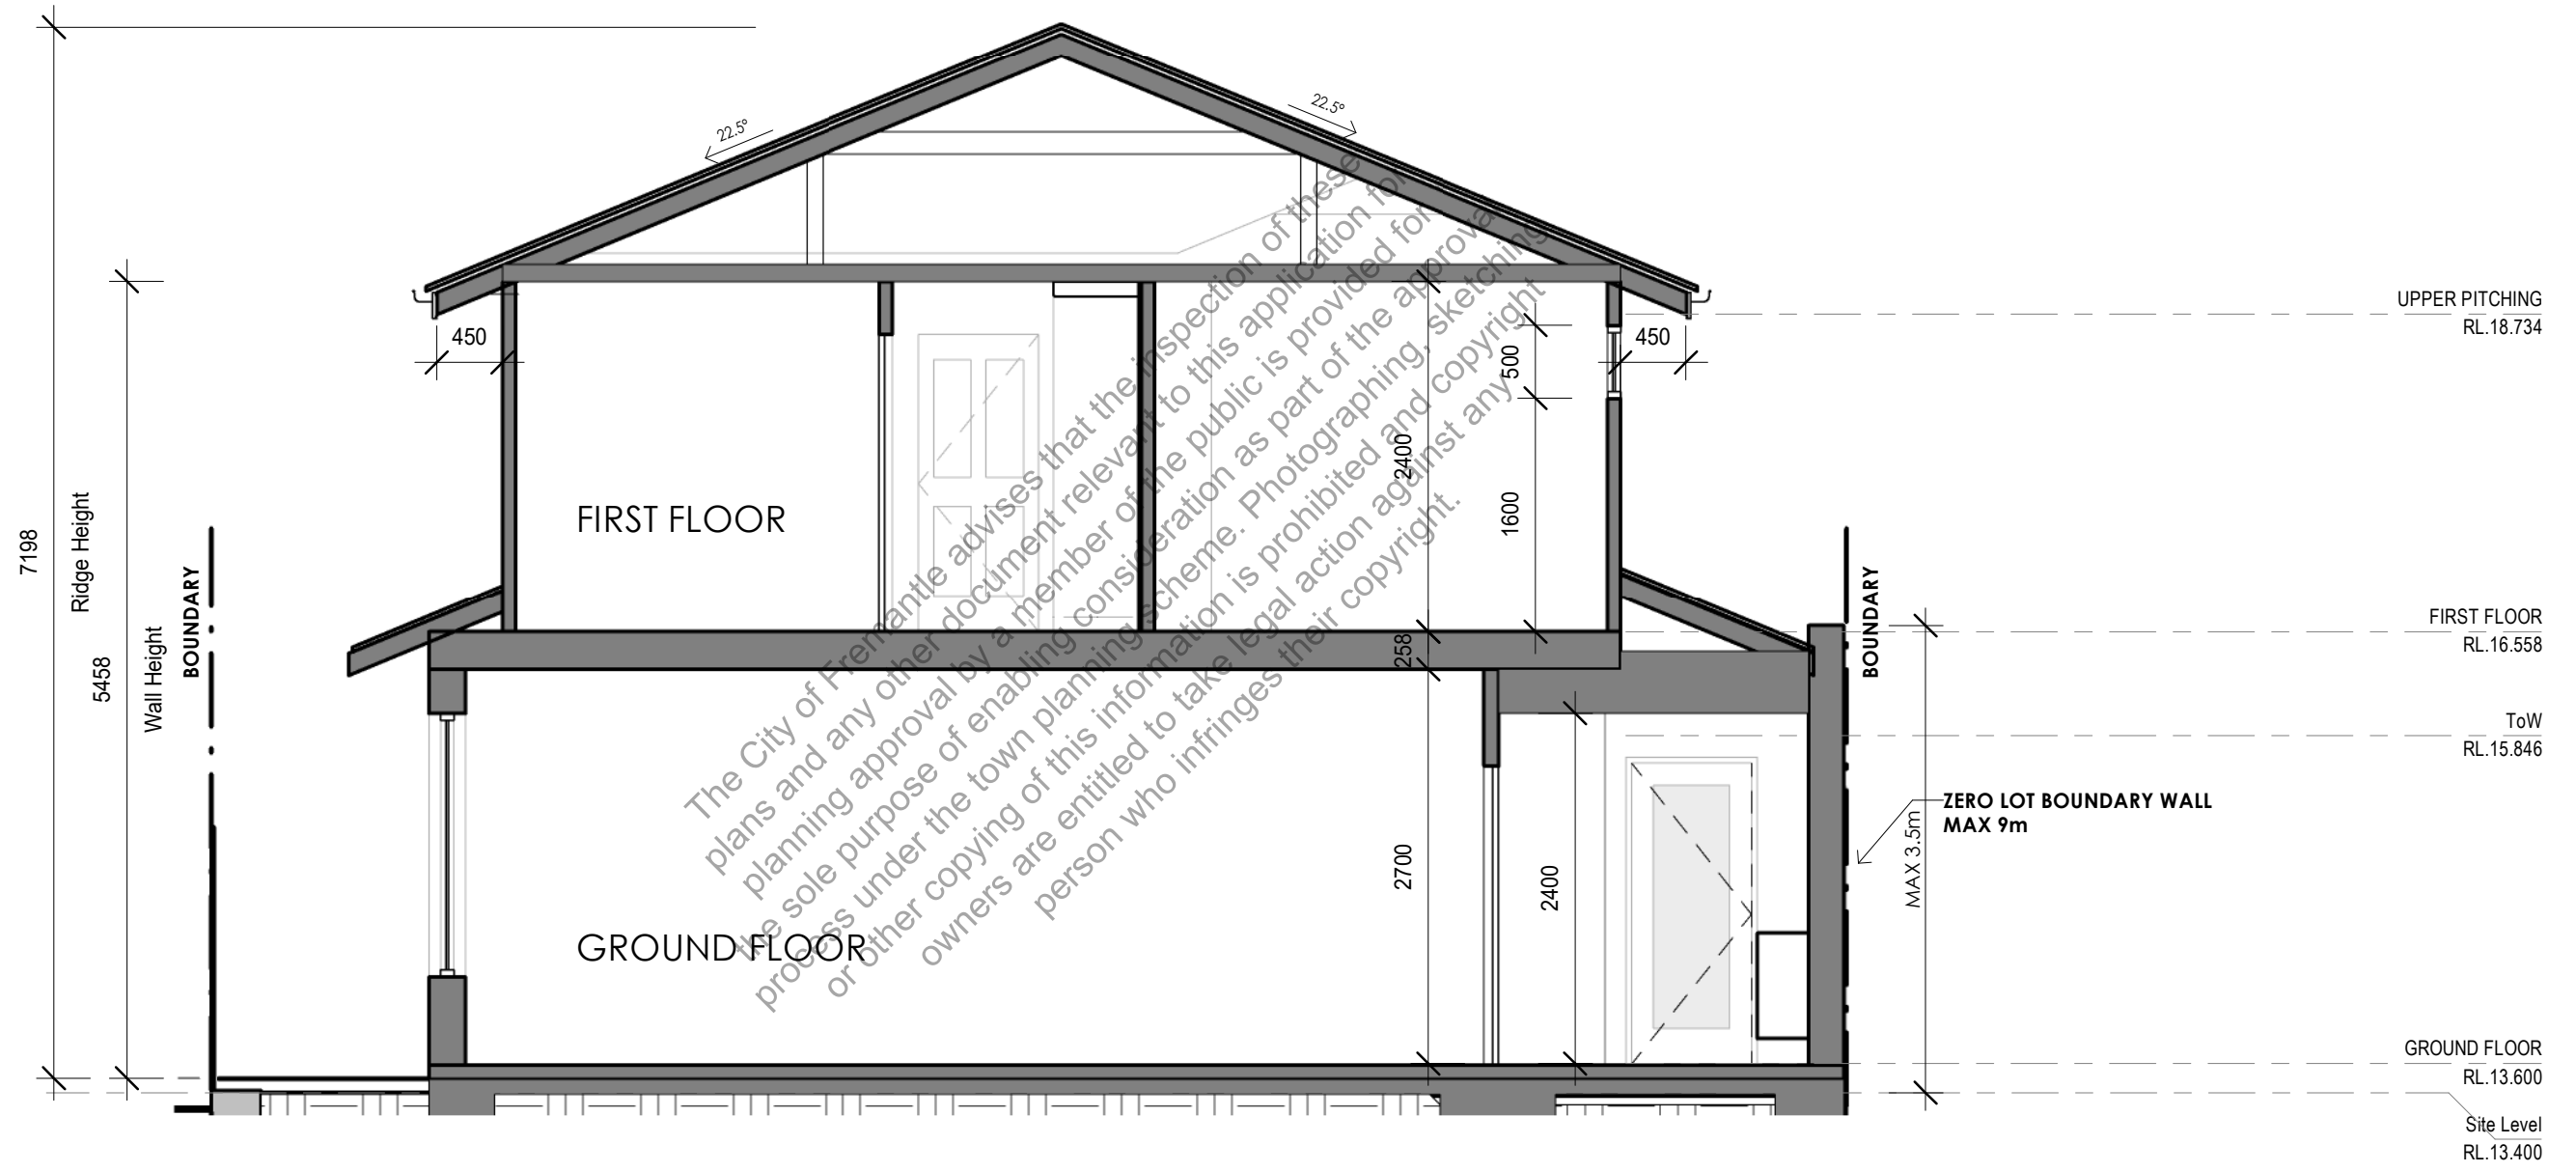 22.5°
22.5°
UPPER PITCHING
RL.18.734
450
450
500
2400
1600
FIRST FLOOR
7198
Ridge Height
5458
Wall Height
BOUNDARY
BOUNDARY
FIRST FLOOR
RL.16.558
258
ToW
RL.15.846
ZERO LOT BOUNDARY WALL
MAX 9m
MAX 3.5m
2700
2400
GROUND FLOOR
GROUND FLOOR
RL.13.600
Site Level
RL.13.400
The City of Fremantle advises that the inspection of these
plans and any other document relevant to this application for
planning approval by a member of the public is provided for
the sole purpose of enabling consideration as part of the approval
process under the town planning scheme. Photographing, sketching
or other copying of this information is prohibited and copyright
owners are entitled to take legal action against any
person who infringes their copyright.